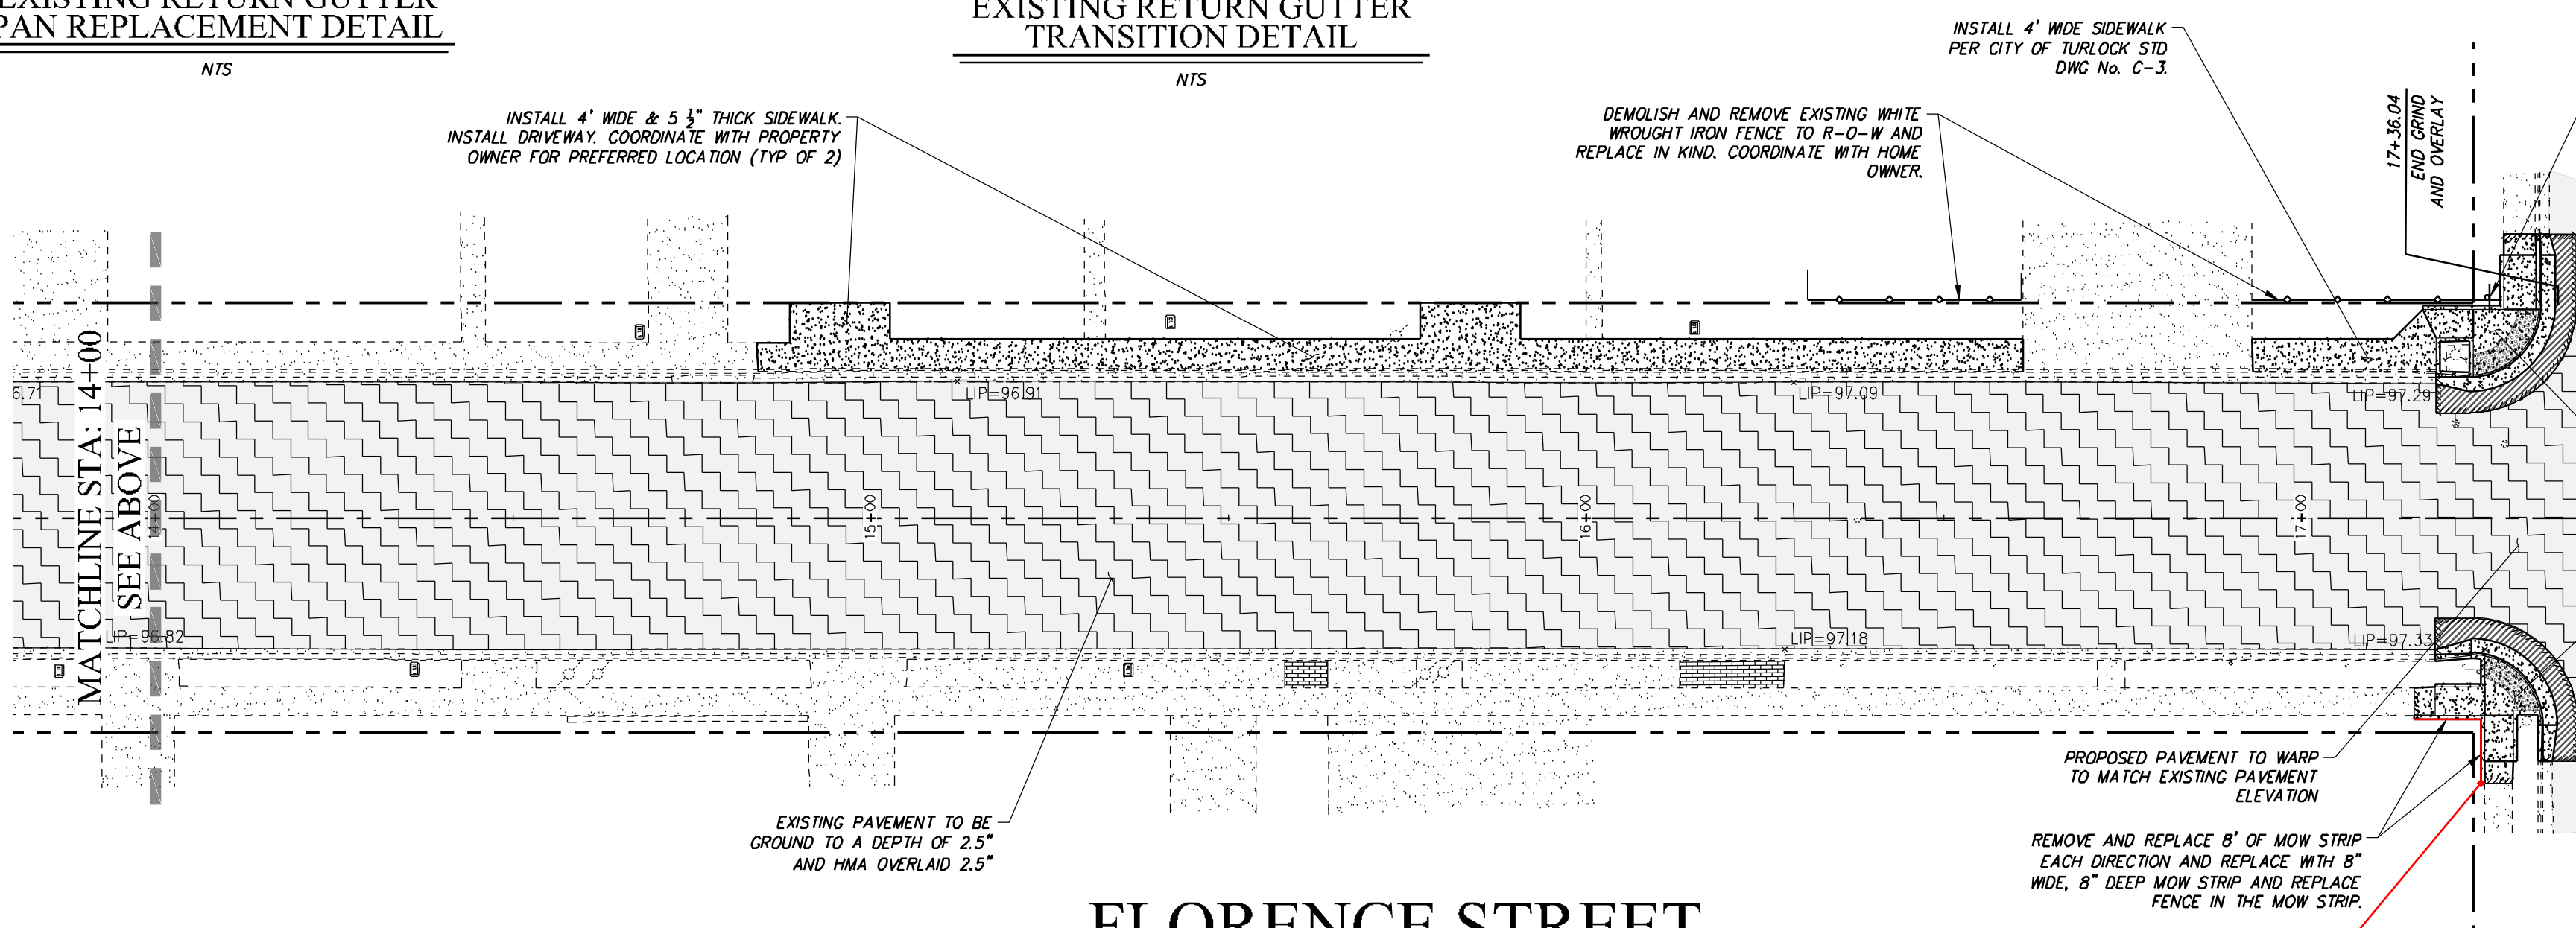 EXISTING RETURN GUTTER
PAN REPLACEMENT DETAIL
NTS
EXISTING RETURN GUTTER
TRANSITION DETAIL
NTS
INSTALL 4' WIDE SIDEWALK
PER CITY OF TURLOCK STD
DWG No. C-3.
INSTALL 4' WIDE & 5 ½" THICK SIDEWALK.
INSTALL DRIVEWAY. COORDINATE WITH PROPERTY
OWNER FOR PREFERRED LOCATION (TYP OF 2)
DEMOLISH AND REMOVE EXISTING WHITE
WROUGHT IRON FENCE TO R-O-W AND
REPLACE IN KIND. COORDINATE WITH HOME
OWNER.
17+36.04
END GRIND
AND OVERLAY
MATCHLINE STA: 14+00
SEE ABOVE
6.71
LIP=96.91
LIP=97.09
LIP=97.29
14+00
15+00
16+00
17+00
LIP=96.82
LIP=97.18
LIP=97.33
EXISTING PAVEMENT TO BE
GROUND TO A DEPTH OF 2.5"
AND HMA OVERLAID 2.5"
PROPOSED PAVEMENT TO WARP
TO MATCH EXISTING PAVEMENT
ELEVATION
REMOVE AND REPLACE 8' OF MOW STRIP
EACH DIRECTION AND REPLACE WITH 8"
WIDE, 8" DEEP MOW STRIP AND REPLACE
FENCE IN THE MOW STRIP.
FLORENCE STREET